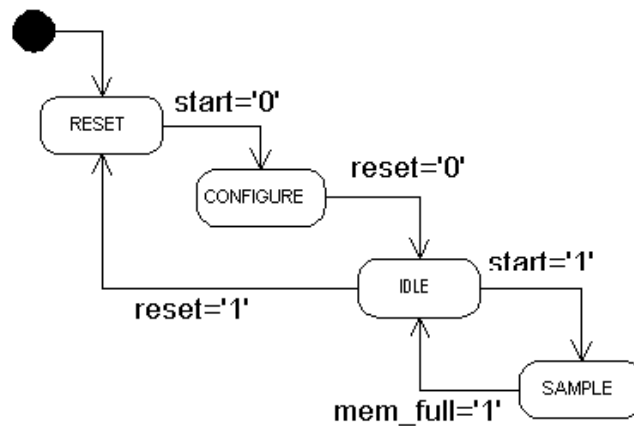 start='0'
RESET
reset='0'
CONFIGURE
start='1'
IDLE
reset='1'
SAMPLE
mem_full='1'